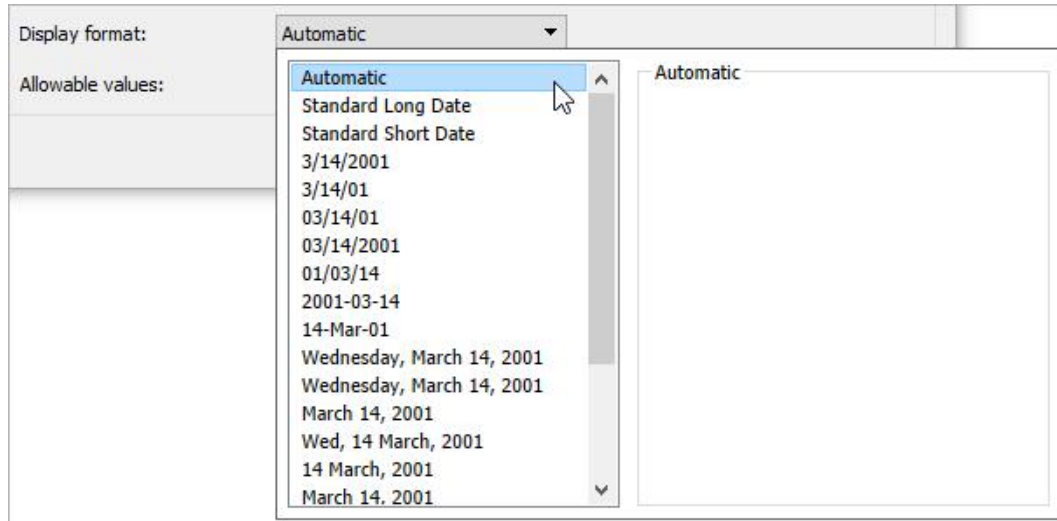 Display format:
Automatic
Allowable values:
Automatic
Standard Long Date
Standard Short Date
3/14/2001
3/14/01
03/14/01
03/14/2001
01/03/14
2001-03-14
14-Mar-01
Wednesday, March 14, 2001
Wednesday, March 14, 2001
March 14, 2001
Wed, 14 March, 2001
14 March, 2001
March 14, 2001
Automatic